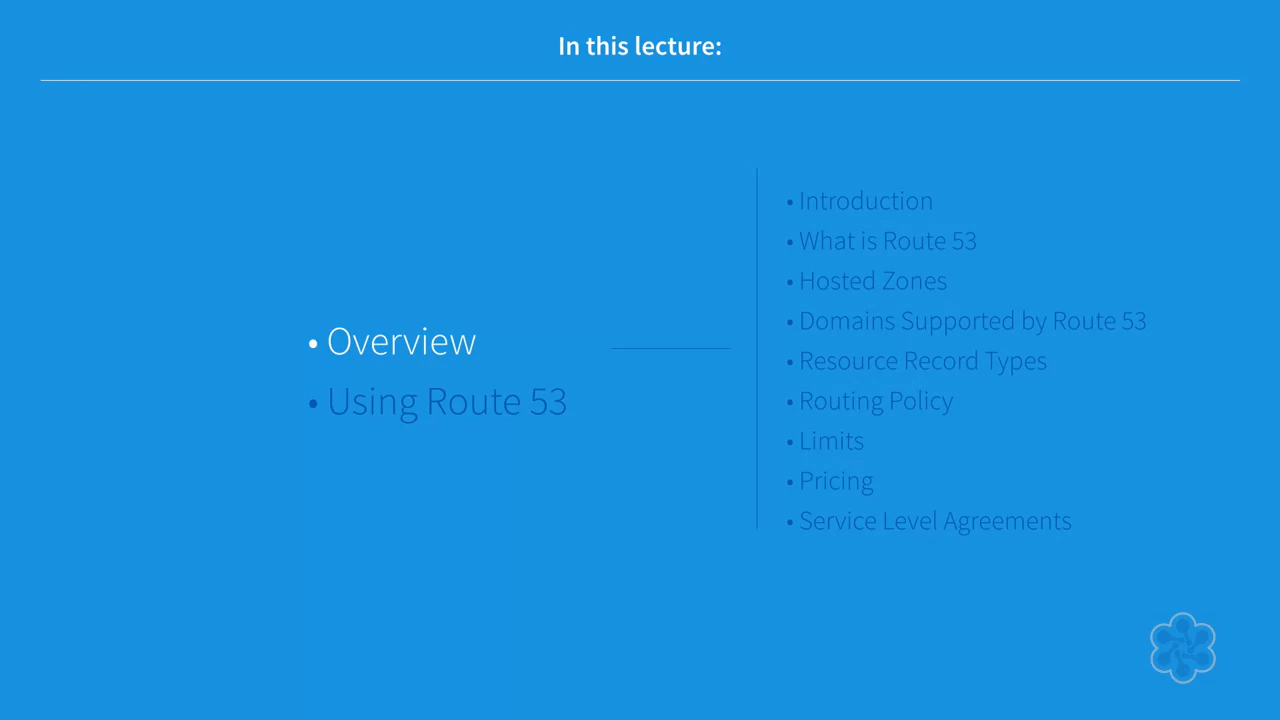 In this lecture:
• Overview
• Using Route 53
• Introduction
• What is Route 53
• Hosted Zones
• Domains Supported by Route 53
• Resource Record Types
• Routing Policy
• Limits
• Pricing
• Service Level Agreements